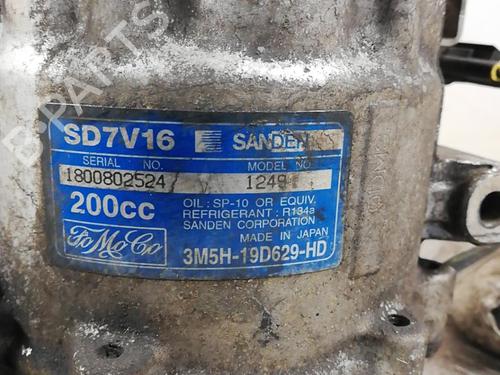 B-PARTS
SD7V16 SANDEN
SERIAL NO. MODEL NO.
1800802524
200cc
OIL: SP-10 OR EQUIV.
REFRIGERANT: R134a
SANDEN CORPORATION
MADE IN JAPAN
FoMoCo
3M5H-19D629-HD